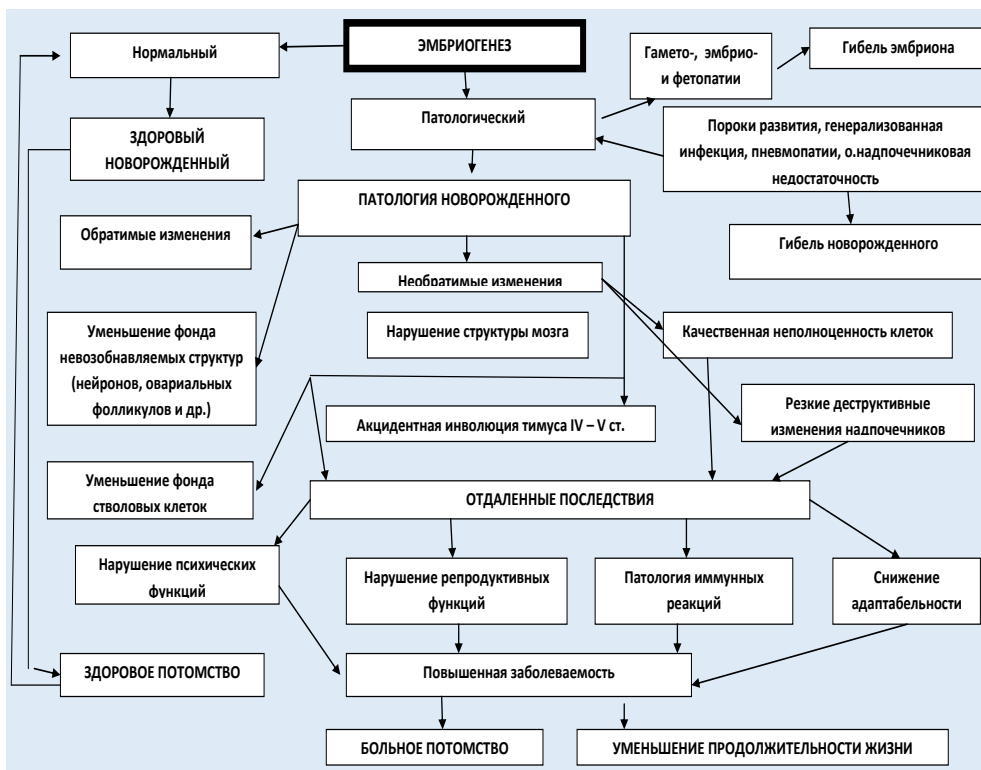 ЭМБРИОГЕНЕЗ
Нормальный
Гамето-, эмбрио-
и фетопатии
Гибель эмбриона
Патологический
ЗДОРОВЫЙ
НОВОРОЖДЕННЫЙ
Пороки развития, генерализованная
инфекция, пневмопатии, о.надпочечниковая
недостаточность
ПАТОЛОГИЯ НОВОРОЖДЕННОГО
Обратимые изменения
Гибель новорожденного
Необратимые изменения
Уменьшение фонда
невозобнавляемых структур
(нейронов, овариальных
фолликулов и др.)
Нарушение структуры мозга
Качественная неполноценность клеток
Акцидентная инволюция тимуса IV – V ст.
Резкие деструктивные
изменения надпочечников
Уменьшение фонда
стволовых клеток
ОТДАЛЕННЫЕ ПОСЛЕДСТВИЯ
Нарушение психических
функций
Нарушение репродуктивных
функций
Патология иммунных
реакций
Снижение
адаптабельности
ЗДОРОВОЕ ПОТОМСТВО
Повышенная заболеваемость
БОЛЬНОЕ ПОТОМСТВО
УМЕНЬШЕНИЕ ПРОДОЛЖИТЕЛЬНОСТИ ЖИЗНИ